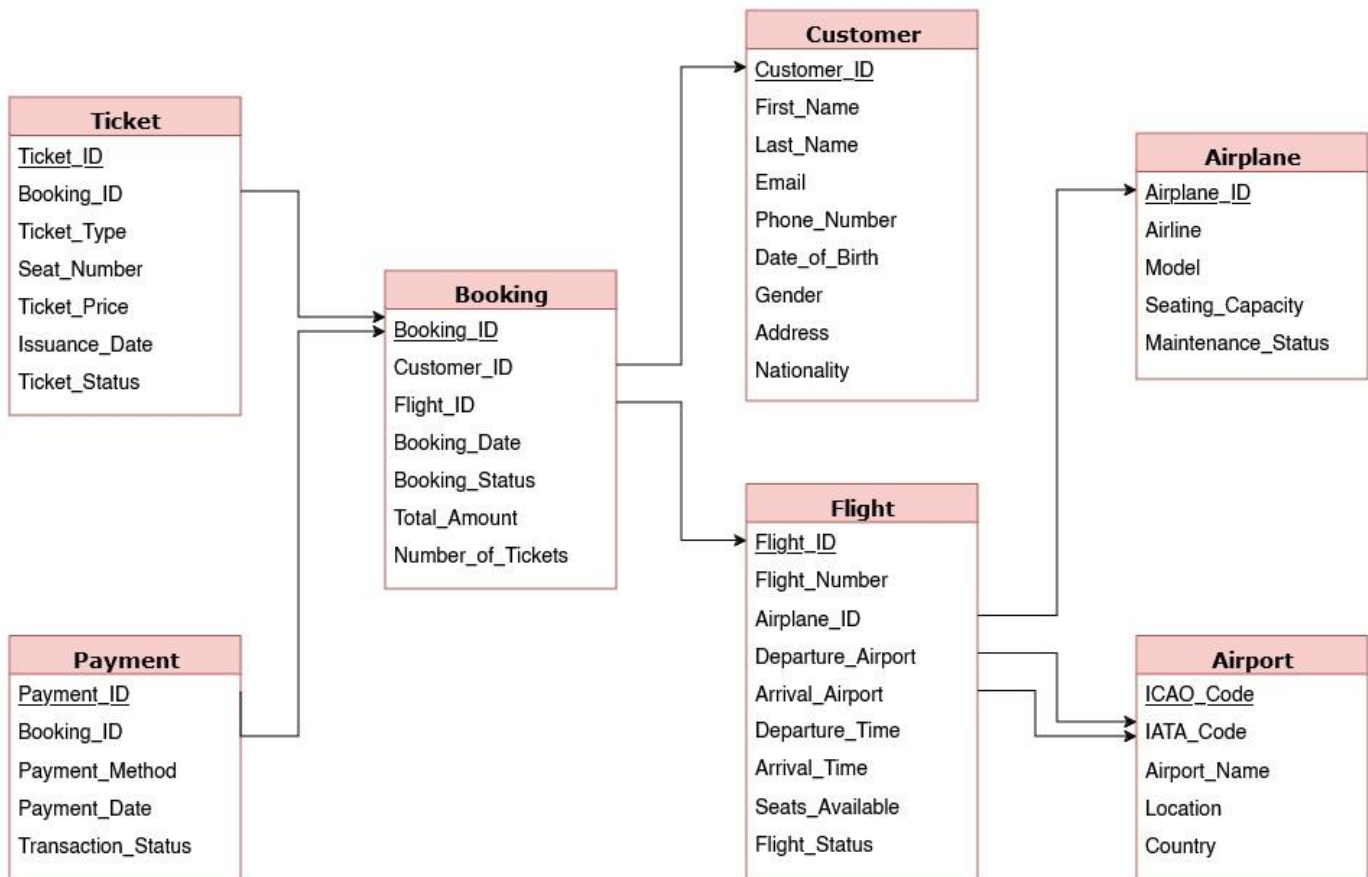 Customer
Customer_ID
First_Name
Last_Name
Email
Phone_Number
Date_of_Birth
Gender
Address
Nationality
Ticket
Ticket_ID
Booking_ID
Ticket_Type
Seat_Number
Ticket_Price
Issuance_Date
Ticket_Status
Airplane
Airplane_ID
Airline
Model
Seating_Capacity
Maintenance_Status
Booking
Booking_ID
Customer_ID
Flight_ID
Booking_Date
Booking_Status
Total_Amount
Number_of_Tickets
Flight
Flight_ID
Flight_Number
Airplane_ID
Departure_Airport
Arrival_Airport
Departure_Time
Arrival_Time
Seats_Available
Flight_Status
Payment
Payment_ID
Booking_ID
Payment_Method
Payment_Date
Transaction_Status
Airport
ICAO_Code
IATA_Code
Airport_Name
Location
Country